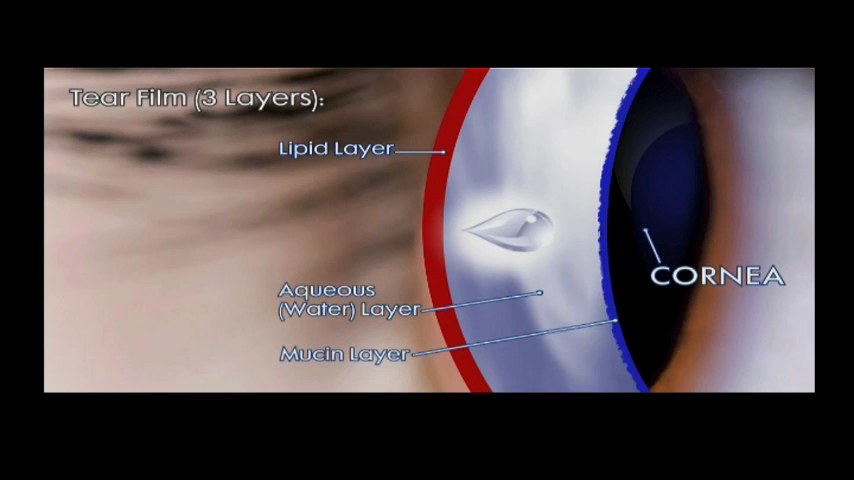 Tear Film (3 Layers):
Lipid Layer
CORNEA
Aqueous
(Water) Layer
Mucin Layer